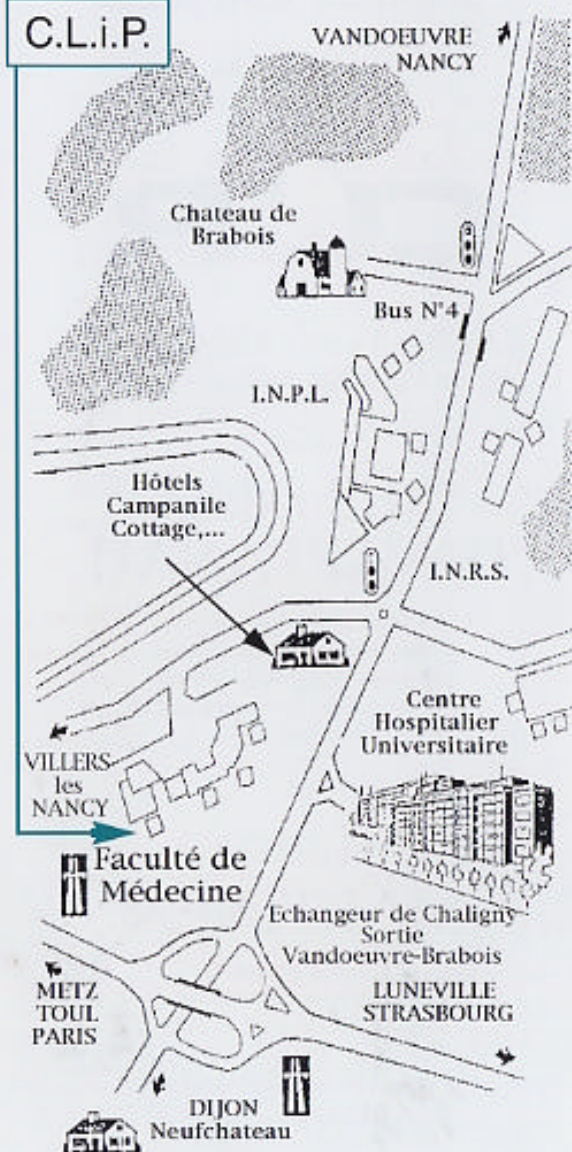 C.L.i.P.
VANDOEUVRE
NANCY
Chateau de
Brabois
Bus N°4
I.N.P.L.
Hôtels
Campanile
Cottage,...
I.N.R.S.
Centre
Hospitalier
Universitaire
VILLERS
les
NANCY
Faculté de
Médecine
Echangeur de Chaligny
Sortie
Vandoeuvre-Brabois
METZ
TOUL
PARIS
LUNEVILLE
STRASBOURG
DIJON
Neufchateau